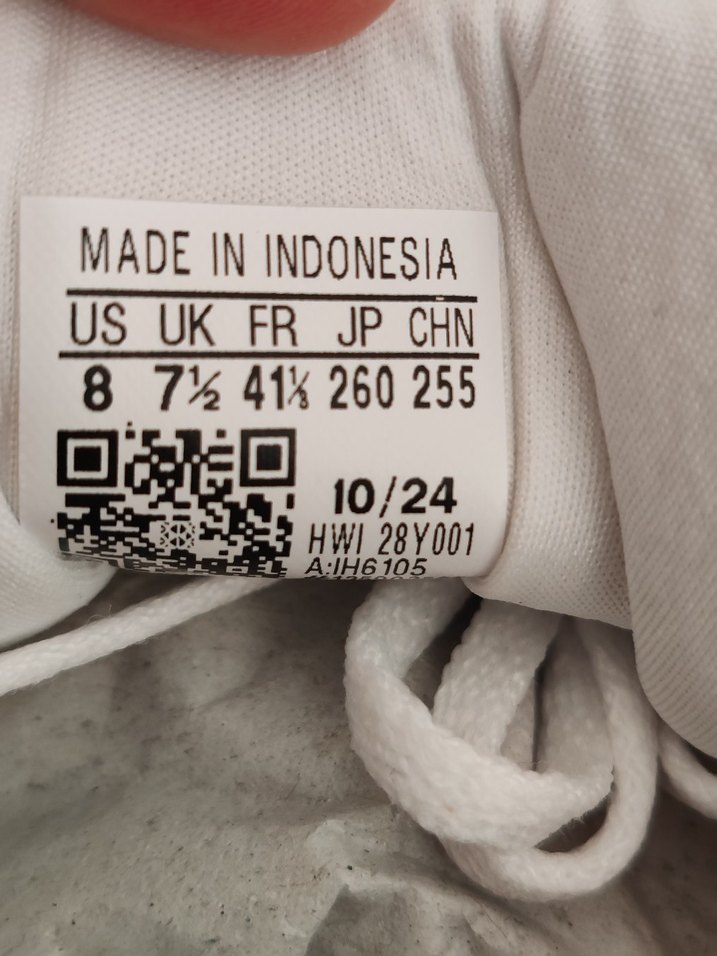 MADE IN INDONESIA
US UK FR JP CHN
8 7½ 41⅓ 260 255
10/24
HWI 28Y001
A:IH6105